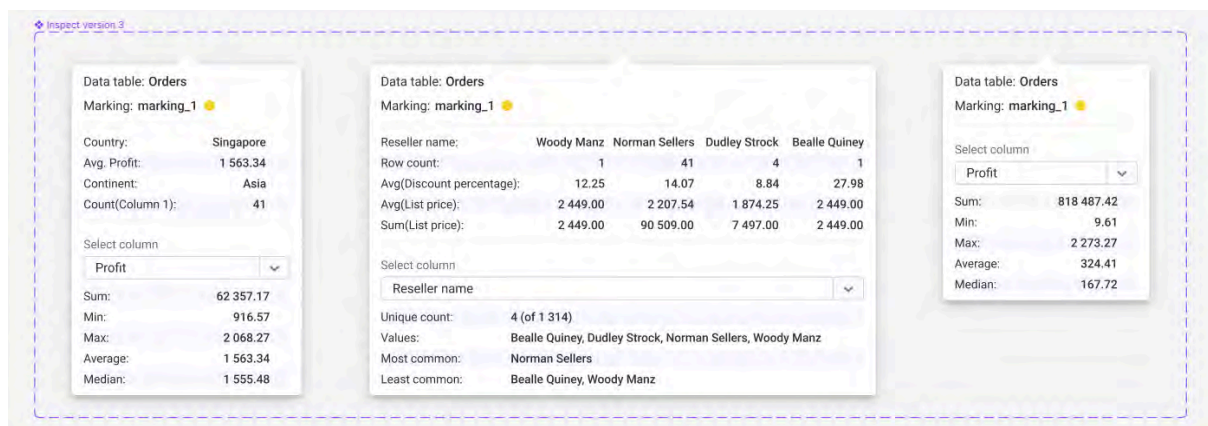 Inspect version 3
Data table: Orders
Marking: marking_1
Country: Singapore
Avg. Profit: 1 563.34
Continent: Asia
Count(Column 1): 41
Select column
Profit
Sum: 62 357.17
Min: 916.57
Max: 2 068.27
Average: 1 563.34
Median: 1 555.48
Data table: Orders
Marking: marking_1
Reseller name: Woody Manz Norman Sellers Dudley Strock Bealle Quiney
Row count: 1 41 4 1
Avg(Discount percentage): 12.25 14.07 8.84 27.98
Avg(List price): 2 449.00 2 207.54 1 874.25 2 449.00
Sum(List price): 2 449.00 90 509.00 7 497.00 2 449.00
Select column
Reseller name
Unique count: 4 (of 1 314)
Values: Bealle Quiney, Dudley Strock, Norman Sellers, Woody Manz
Most common: Norman Sellers
Least common: Bealle Quiney, Woody Manz
Data table: Orders
Marking: marking_1
Select column
Profit
Sum: 818 487.42
Min: 9.61
Max: 2 273.27
Average: 324.41
Median: 167.72